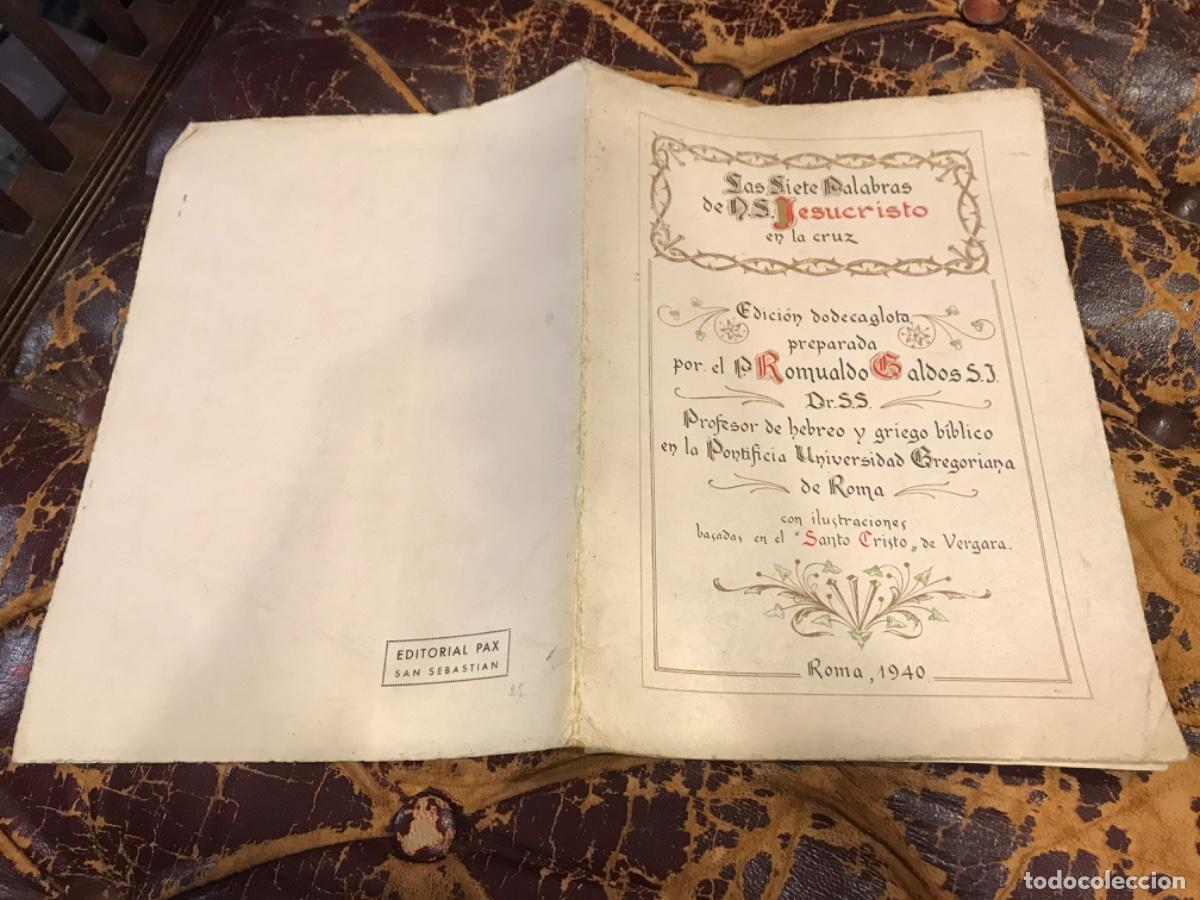 Las Siete Palabras
de N.S. Jesucristo
en la cruz
Edición dodecaglota
preparada
por el P. Romualdo Galdos S.J.
Dr. S.S.
Profesor de hebreo y griego bíblico
en la Pontificia Universidad Gregoriana
de Roma
con ilustraciones
basadas en el "Santo Cristo" de Vergara.
Roma, 1940
EDITORIAL PAX
SAN SEBASTIAN
25
todocoleccion